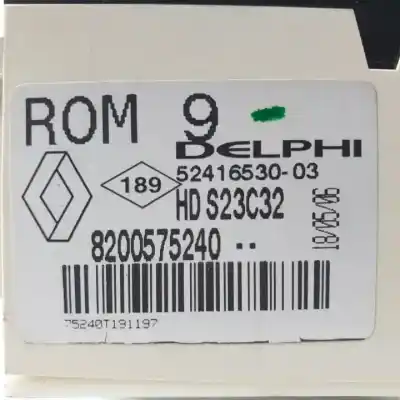 ROM 9
DELPHI
189
52416530-03
HD S23C32
8200575240 ..
18/05/06
75240T191197